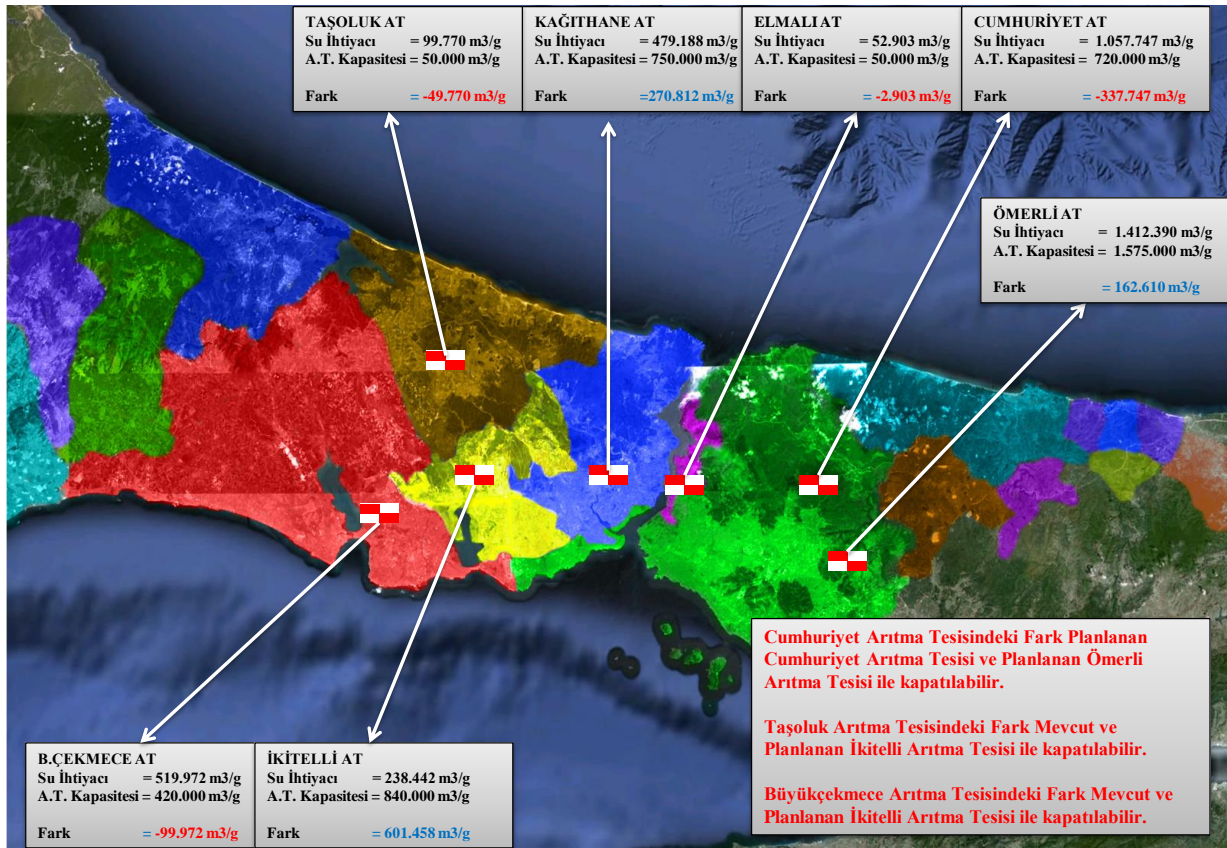 TAŞOLUK AT
Su İhtiyacı = 99.770 m3/g
A.T. Kapasitesi = 50.000 m3/g
Fark = -49.770 m3/g
KAĞITHANE AT
Su İhtiyacı = 479.188 m3/g
A.T. Kapasitesi = 750.000 m3/g
Fark =270.812 m3/g
ELMALI AT
Su İhtiyacı = 52.903 m3/g
A.T. Kapasitesi = 50.000 m3/g
Fark = -2.903 m3/g
CUMHURİYET AT
Su İhtiyacı = 1.057.747 m3/g
A.T. Kapasitesi = 720.000 m3/g
Fark = -337.747 m3/g
ÖMERLİ AT
Su İhtiyacı = 1.412.390 m3/g
A.T. Kapasitesi = 1.575.000 m3/g
Fark = 162.610 m3/g
B.ÇEKMECE AT
Su İhtiyacı = 519.972 m3/g
A.T. Kapasitesi = 420.000 m3/g
Fark = -99.972 m3/g
İKİTELLİ AT
Su İhtiyacı = 238.442 m3/g
A.T. Kapasitesi = 840.000 m3/g
Fark = 601.458 m3/g
Cumhuriyet Arıtma Tesisindeki Fark Planlanan
Cumhuriyet Arıtma Tesisi ve Planlanan Ömerli
Arıtma Tesisi ile kapatılabilir.
Taşoluk Arıtma Tesisindeki Fark Mevcut ve
Planlanan İkitelli Arıtma Tesisi ile kapatılabilir.
Büyükçekmece Arıtma Tesisindeki Fark Mevcut ve
Planlanan İkitelli Arıtma Tesisi ile kapatılabilir.